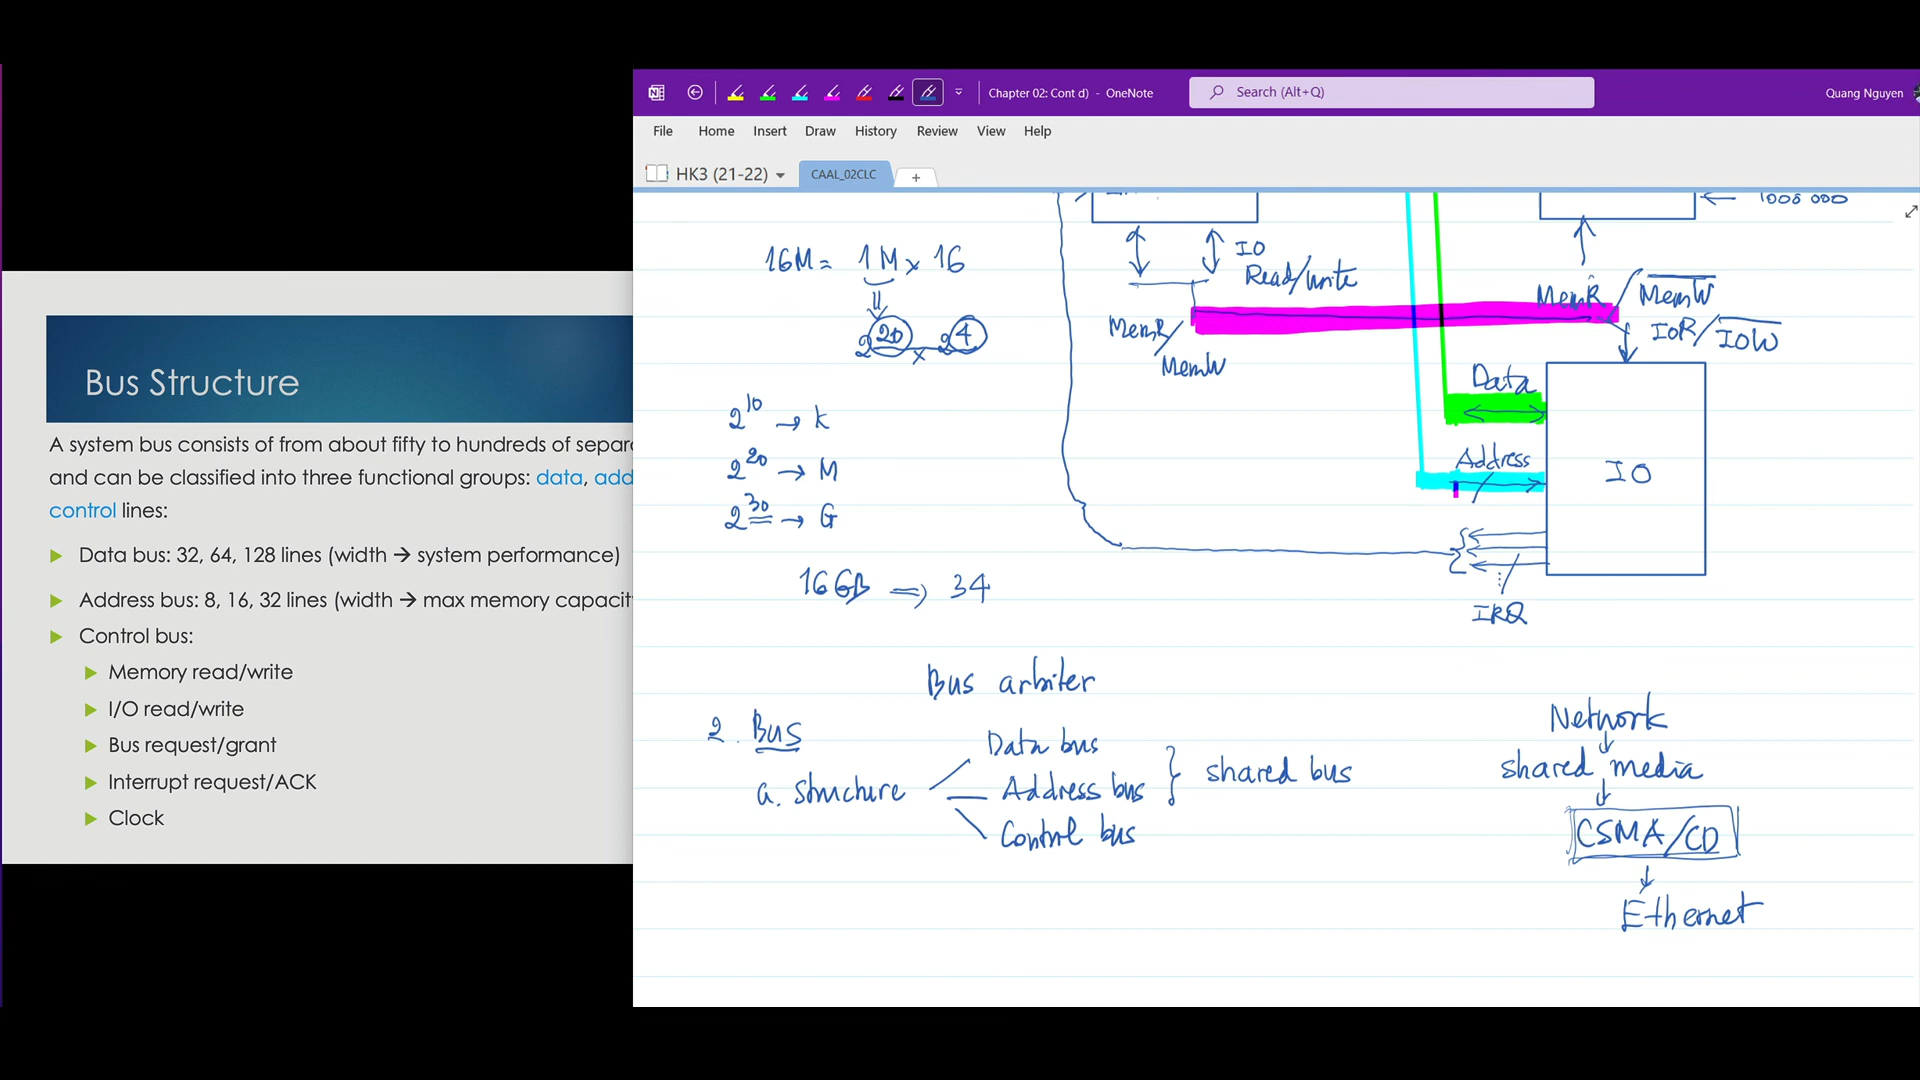 Bus Structure
A system bus consists of from about fifty to hundreds of separ
and can be classified into three functional groups: data, add
control lines:
Data bus: 32, 64, 128 lines (width → system performance)
Address bus: 8, 16, 32 lines (width → max memory capacit
Control bus:
Memory read/write
I/O read/write
Bus request/grant
Interrupt request/ACK
Clock
Chapter 02: Cont d) - OneNote
Search (Alt+Q)
Quang Nguyen
File Home Insert Draw History Review View Help
HK3 (21-22)
CAAL_02CLC
16M = 1M x 16
2^20 x 2^4
2^10 → K
2^20 → M
2^30 → G
16GB ⇒ 34
IO
Read/write
MemR/
MemW
1000 000
MemR/MemW
IOR/IOW
Data
Address
IO
IRQ
Bus arbiter
2. Bus
a. Structure
Data bus
Address bus
Control bus
shared bus
Network
shared media
CSMA/CD
Ethernet